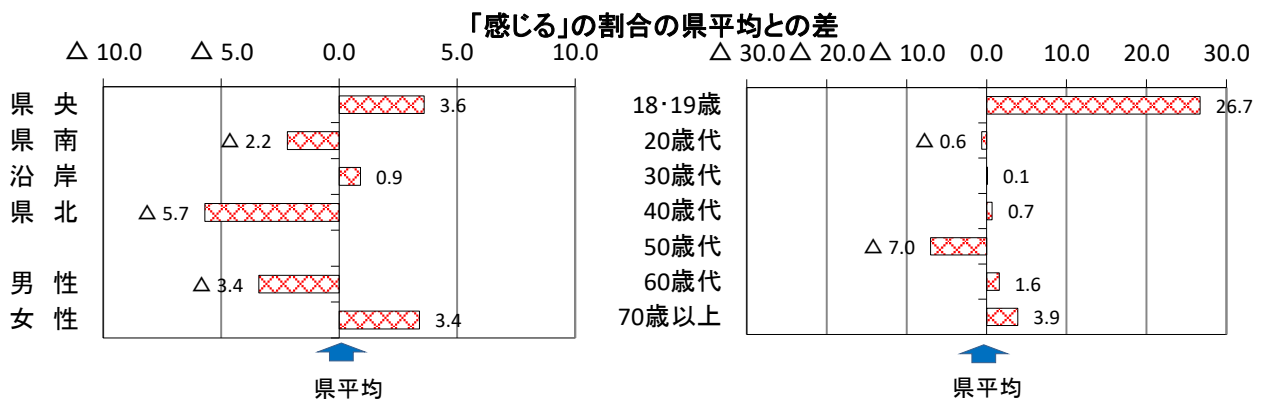 「感じる」の割合の県平均との差
△ 10.0 △ 5.0 0.0 5.0 10.0
県 央 3.6
県 南 △ 2.2
沿 岸 0.9
県 北 △ 5.7
男 性 △ 3.4
女 性 3.4
県平均
△ 30.0 △ 20.0 △ 10.0 0.0 10.0 20.0 30.0
18・19歳 26.7
20歳代 △ 0.6
30歳代 0.1
40歳代 0.7
50歳代 △ 7.0
60歳代 1.6
70歳以上 3.9
県平均